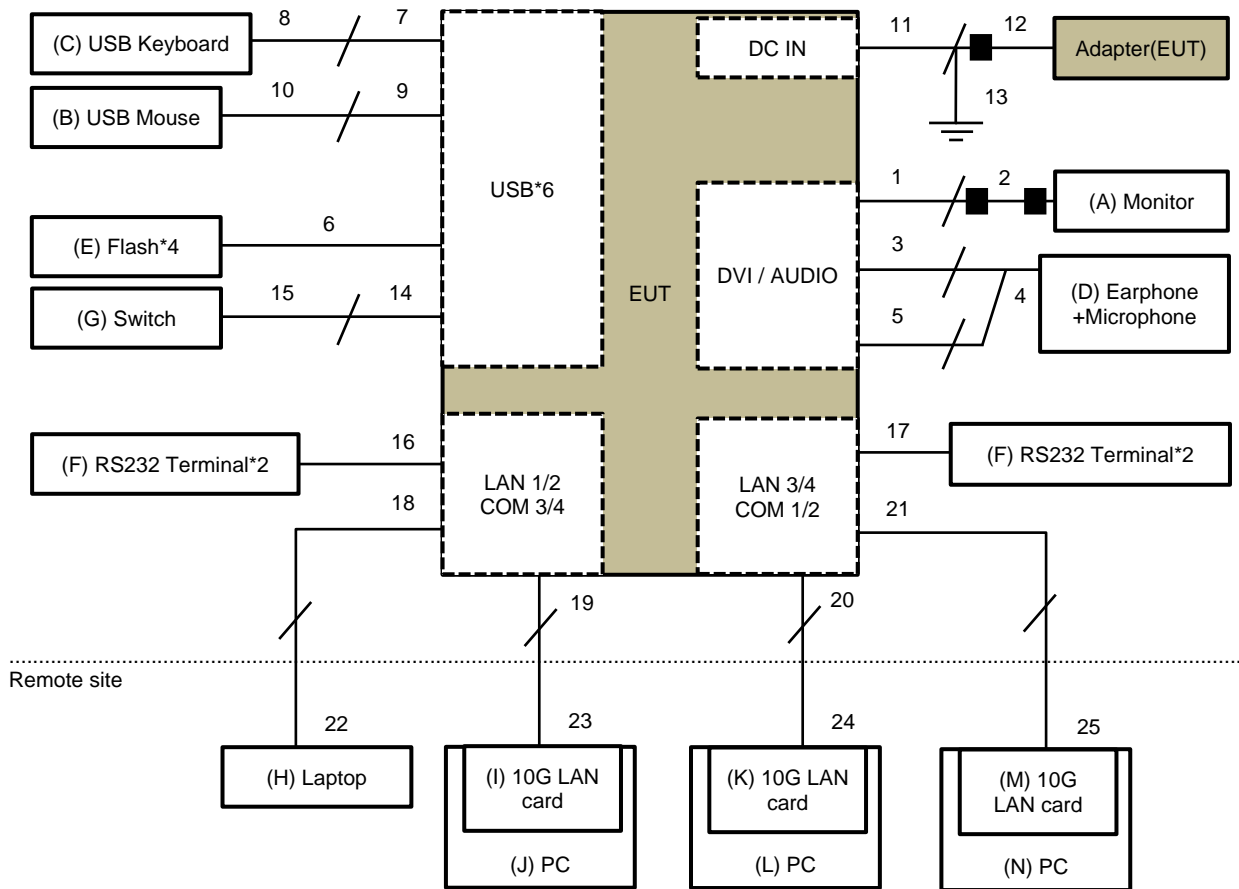 8
7
(C) USB Keyboard
DC IN
11
12
Adapter(EUT)
10
9
13
(B) USB Mouse
USB*6
1
2
(A) Monitor
6
(E) Flash*4
3
EUT
DVI / AUDIO
4
(D) Earphone
+Microphone
15
14
(G) Switch
5
16
(F) RS232 Terminal*2
17
(F) RS232 Terminal*2
LAN 1/2
COM 3/4
LAN 3/4
COM 1/2
18
21
19
20
Remote site
22
23
24
25
(H) Laptop
(I) 10G LAN
card
(K) 10G LAN
card
(M) 10G
LAN card
(J) PC
(L) PC
(N) PC